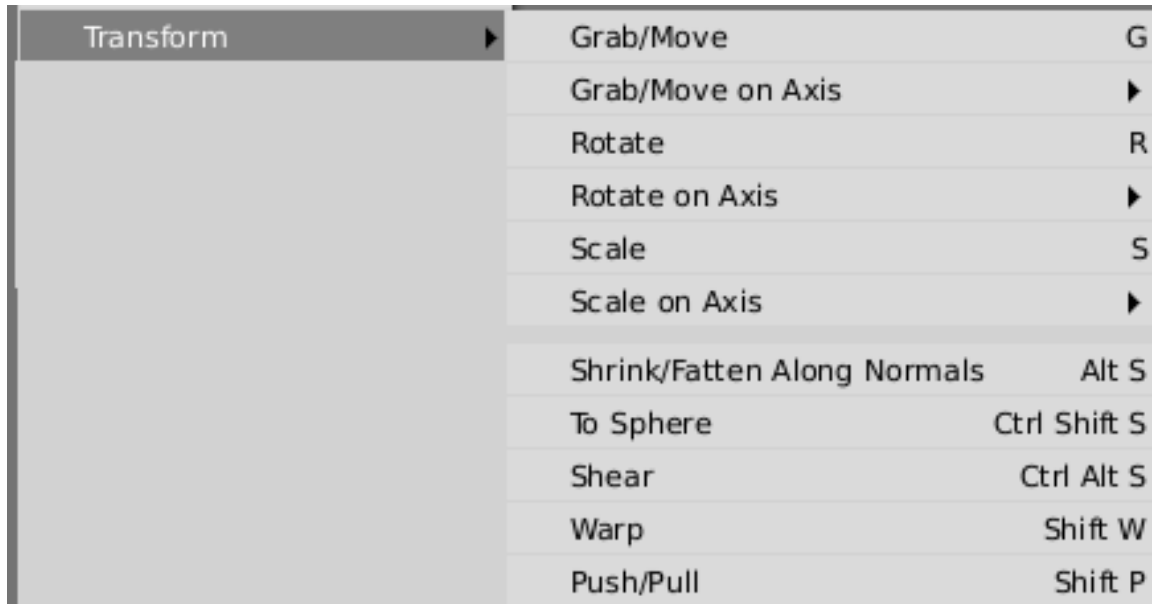 Transform
Grab/Move G
Grab/Move on Axis
Rotate R
Rotate on Axis
Scale S
Scale on Axis
Shrink/Fatten Along Normals Alt S
To Sphere Ctrl Shift S
Shear Ctrl Alt S
Warp Shift W
Push/Pull Shift P